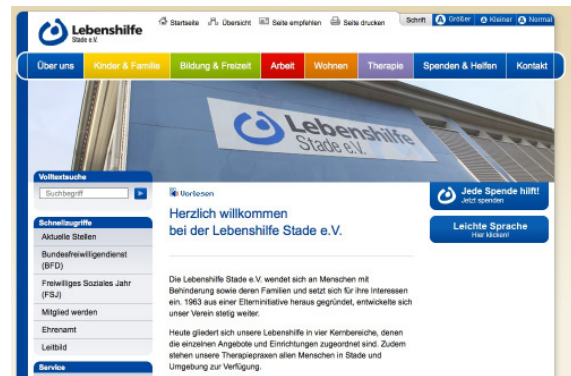 Lebenshilfe
Stade e.V.
Startseite Übersicht Seite empfehlen Seite drucken Schrift A Größer A Kleiner A Normal
Über uns Kinder & Familie Bildung & Freizeit Arbeit Wohnen Therapie Spenden & Helfen Kontakt
Lebenshilfe
Stade e.V.
Volltextsuche
Suchbegriff
Schnellzugriffe
Aktuelle Stellen
Bundesfreiwilligendienst
(BFD)
Freiwilliges Soziales Jahr
(FSJ)
Mitglied werden
Ehrenamt
Leitbild
Service
Vorlesen
Herzlich willkommen
bei der Lebenshilfe Stade e.V.
Die Lebenshilfe Stade e.V. wendet sich an Menschen mit
Behinderung sowie deren Familien und setzt sich für ihre Interessen
ein. 1963 aus einer Elterninitiative heraus gegründet, entwickelte sich
unser Verein stetig weiter.
Heute gliedert sich unsere Lebenshilfe in vier Kernbereiche, denen
die einzelnen Angebote und Einrichtungen zugeordnet sind. Zudem
stehen unsere Therapiepraxen allen Menschen in Stade und
Umgebung zur Verfügung.
Jede Spende hilft!
Jetzt spenden
Leichte Sprache
Hier klicken!